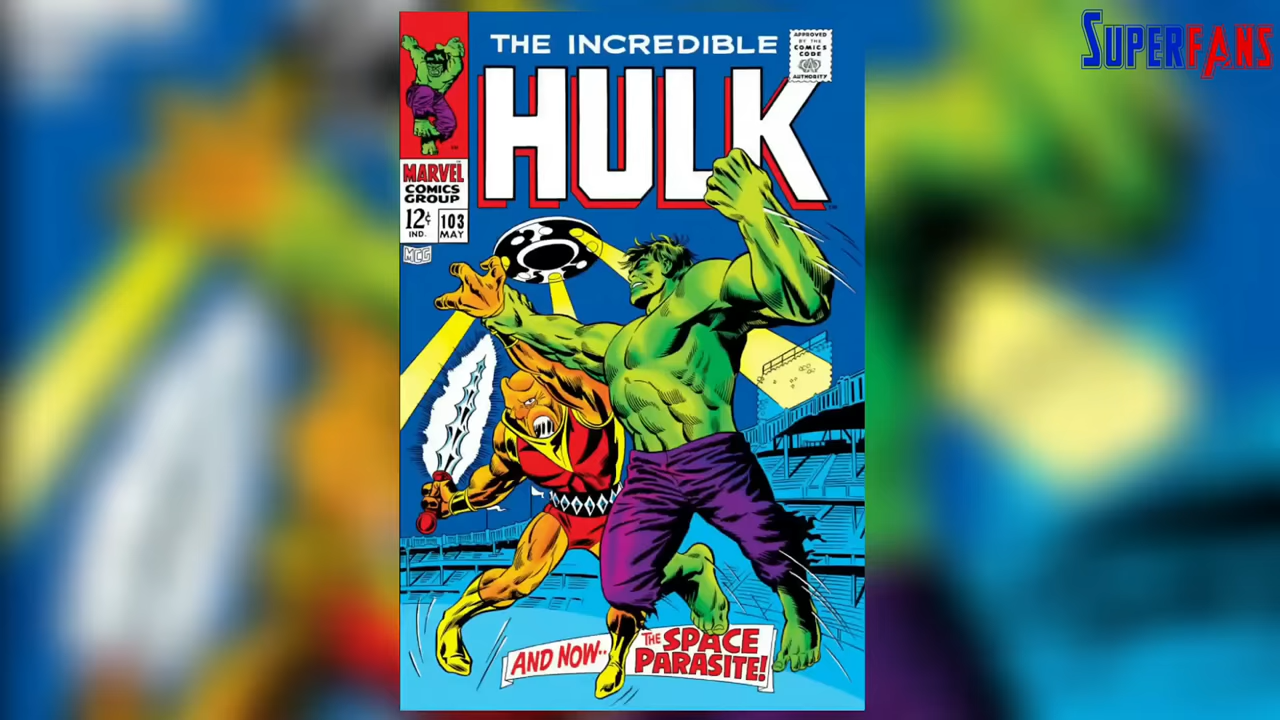 SUPERFANS
THE INCREDIBLE
HULK
APPROVED
BY THE
COMICS
CODE
AUTHORITY
MARVEL
COMICS
GROUP
12¢
IND.
103
MAY
MCG
AND NOW--
THE SPACE
PARASITE!